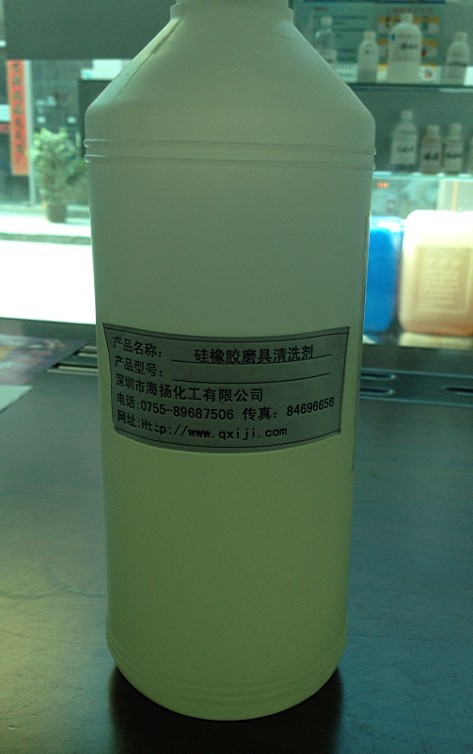 产品名称: 硅橡胶磨具清洗剂
产品型号:
深圳市海扬化工有限公司
电话:0755-89687506 传真: 84696656
网址:Http://www.qxiji.com